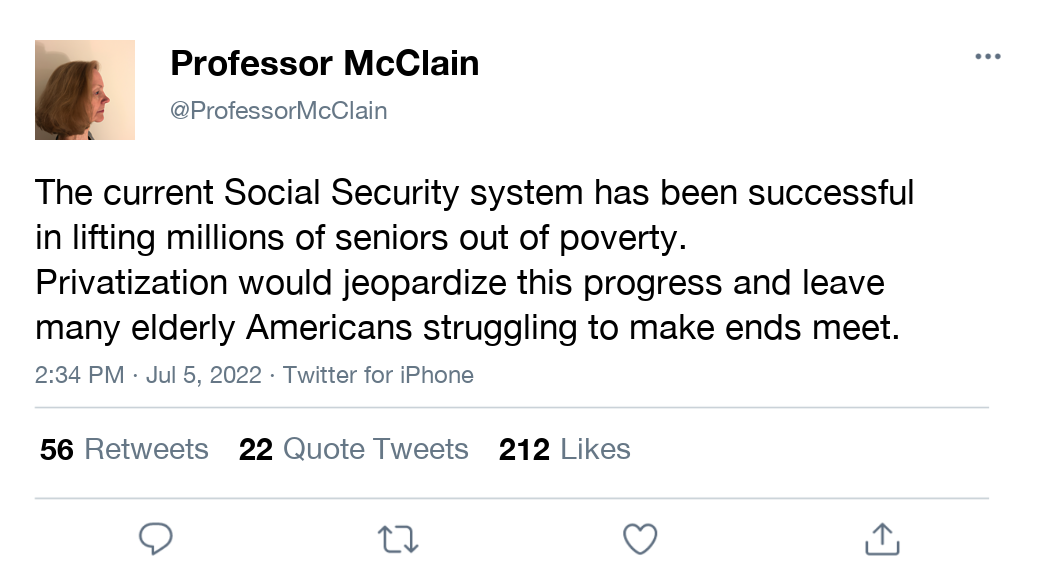 Professor McClain
@ProfessorMcClain
The current Social Security system has been successful
in lifting millions of seniors out of poverty.
Privatization would jeopardize this progress and leave
many elderly Americans struggling to make ends meet.
2:34 PM · Jul 5, 2022 · Twitter for iPhone
56 Retweets 22 Quote Tweets 212 Likes